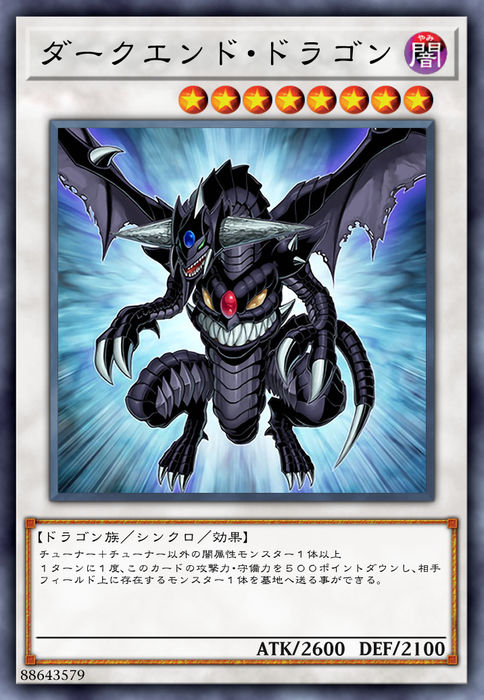 ダークエンド・ドラゴン
やみ
闇
【ドラゴン族／シンクロ／効果】
チューナー＋チューナー以外の闇属性モンスター１体以上
１ターンに１度、このカードの攻撃力・守備力を５００ポイントダウンし、相手
フィールド上に存在するモンスター１体を墓地へ送る事ができる。
ATK/2600 DEF/2100
88643579